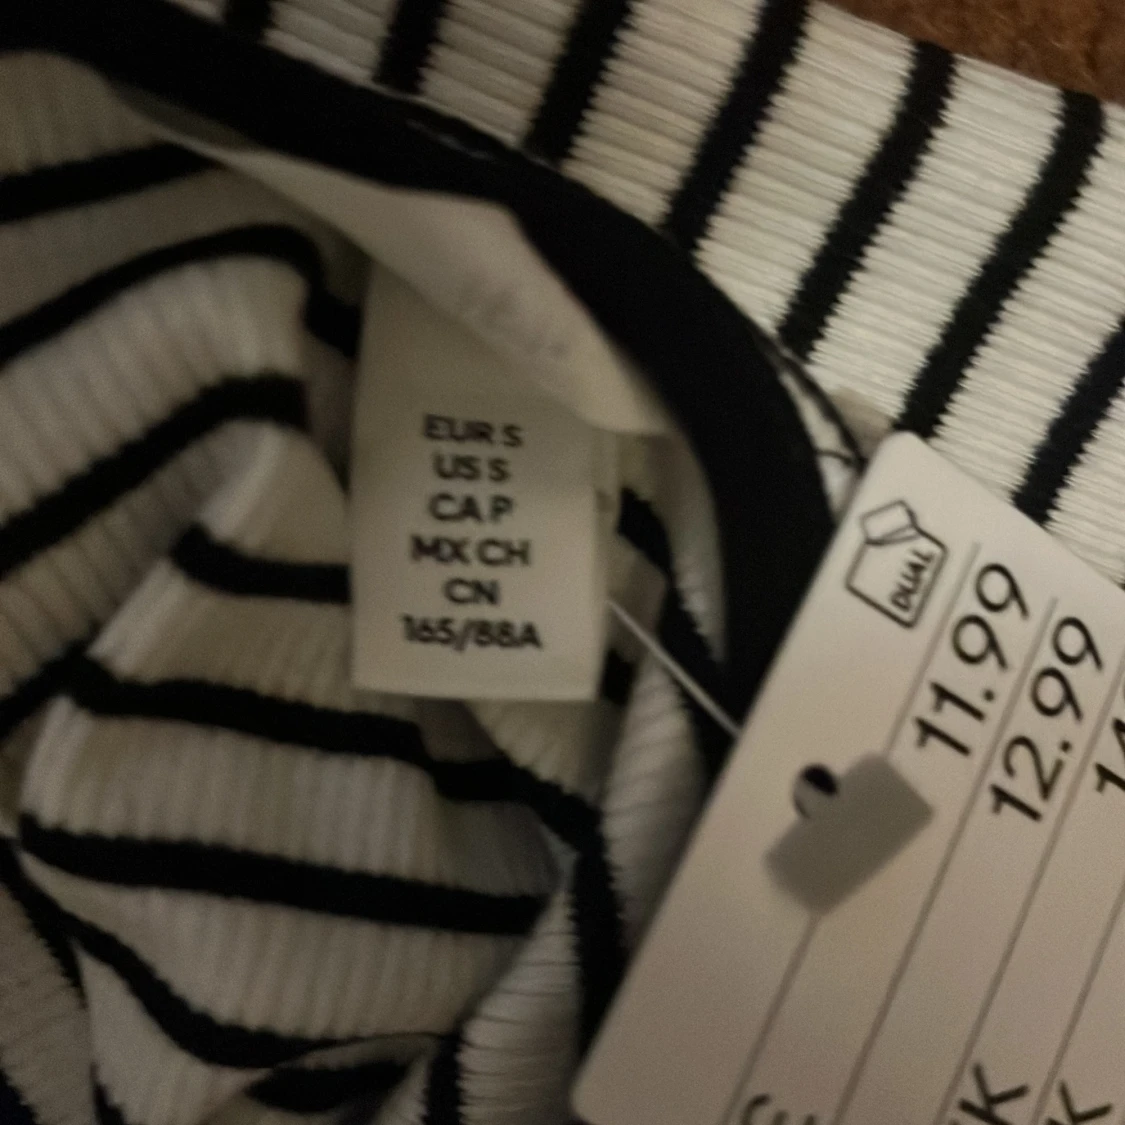 EUR S
US S
CA P
MX CH
CN
165/88A
DUAL
11.99
12.99